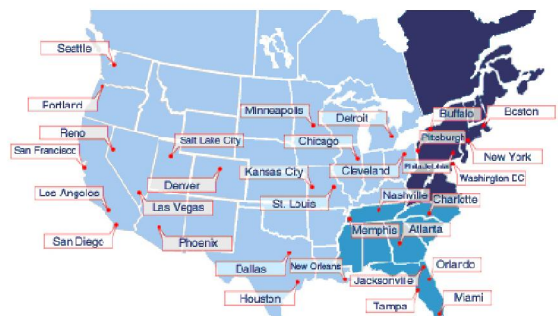 Seattle
Portland
Reno
San Francisco
Salt Lake City
Los Angeles
San Diego
Las Vegas
Denver
Phoenix
Minneapolis
Detroit
Chicago
Kansas City
St. Louis
Cleveland
Buffalo
Boston
Pittsburgh
New York
Philadelphia
Washington DC
Nashville
Charlotte
Memphis
Atlanta
Dallas
New Orleans
Houston
Jacksonville
Orlando
Tampa
Miami